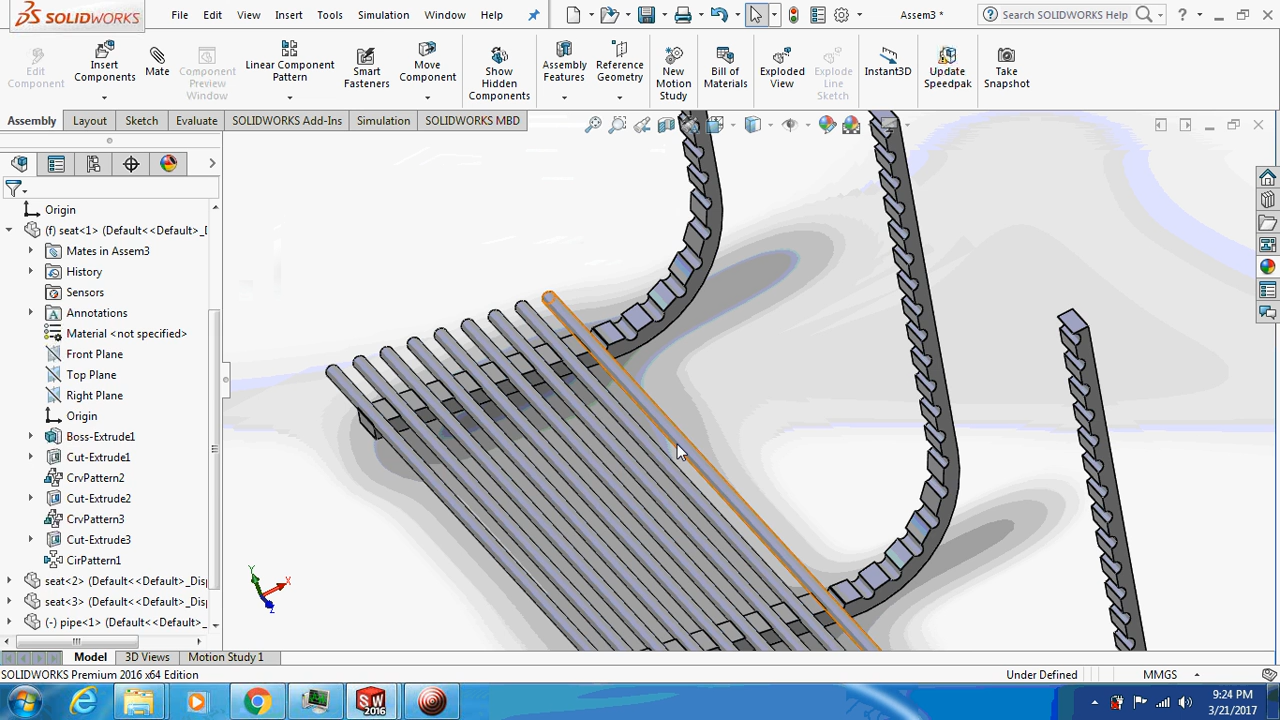 SOLIDWORKS
File Edit View Insert Tools Simulation Window Help
Assem3 *
Search SOLIDWORKS Help
Edit Component
Insert Components
Mate
Component Preview Window
Linear Component Pattern
Smart Fasteners
Move Component
Show Hidden Components
Assembly Features
Reference Geometry
New Motion Study
Bill of Materials
Exploded View
Explode Line Sketch
Instant3D
Update Speedpak
Take Snapshot
Assembly Layout Sketch Evaluate SOLIDWORKS Add-Ins Simulation SOLIDWORKS MBD
Origin
(f) seat<1> (Default<<Default>_D
Mates in Assem3
History
Sensors
Annotations
Material <not specified>
Front Plane
Top Plane
Right Plane
Origin
Boss-Extrude1
Cut-Extrude1
CrvPattern2
Cut-Extrude2
CrvPattern3
Cut-Extrude3
CirPattern1
seat<2> (Default<<Default>_Disp
seat<3> (Default<<Default>_Disp
(-) pipe<1> (Default<<Default>_
Y
X
Z
Model 3D Views Motion Study 1
SOLIDWORKS Premium 2016 x64 Edition
Under Defined
MMGS
SW
2016
9:24 PM
3/21/2017